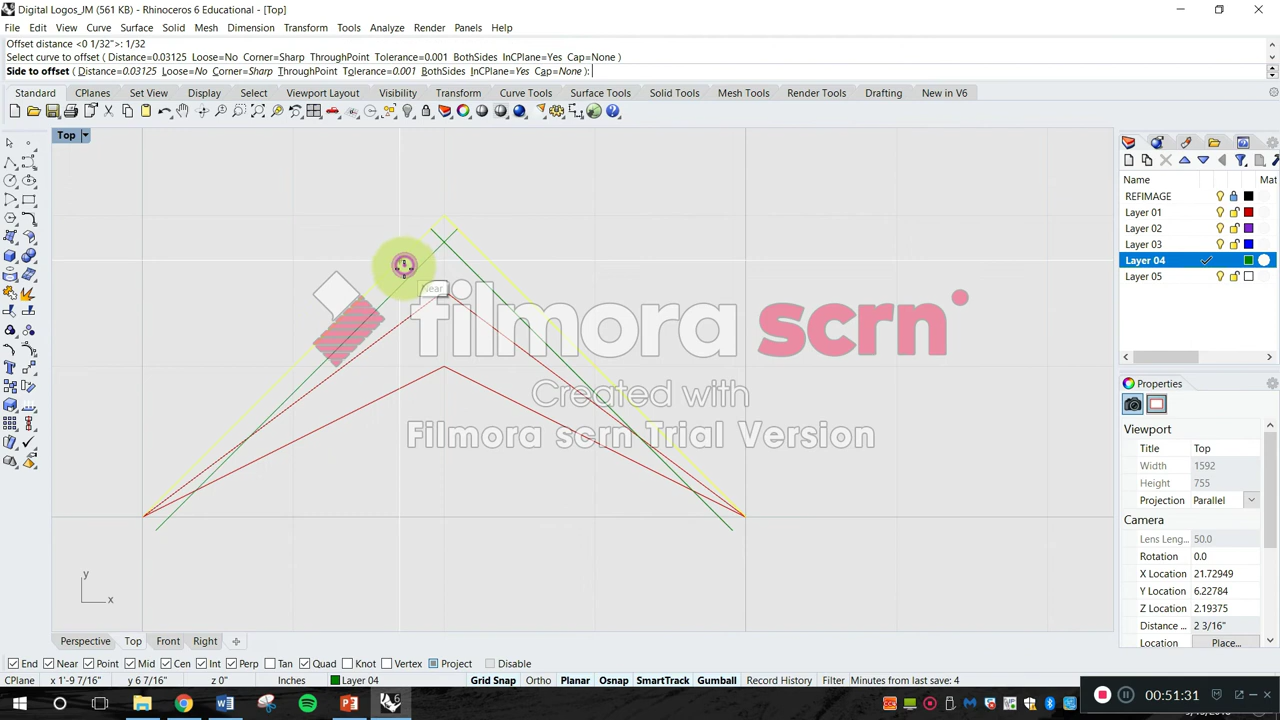 Digital Logos_JM (561 KB) - Rhinoceros 6 Educational - [Top]
File Edit View Curve Surface Solid Mesh Dimension Transform Tools Analyze Render Panels Help
Offset distance <0 1/32">: 1/32
Select curve to offset ( Distance=0.03125 Loose=No Corner=Sharp ThroughPoint Tolerance=0.001 BothSides InCPlane=Yes Cap=None )
Side to offset ( Distance=0.03125 Loose=No Corner=Sharp ThroughPoint Tolerance=0.001 BothSides InCPlane=Yes Cap=None ):
Standard CPlanes Set View Display Select Viewport Layout Visibility Transform Curve Tools Surface Tools Solid Tools Mesh Tools Render Tools Drafting New in V6
Top
Name Mat
REFIMAGE
Layer 01
Layer 02
Layer 03
Layer 04
Layer 05
Near
filmora scrn
Created with
Filmora scrn Trial Version
Properties
Viewport
Title Top
Width 1592
Height 755
Projection Parallel
Camera
Lens Leng... 50.0
Rotation 0.0
X Location 21.72949
Y Location 6.22784
Z Location 2.19375
Distance ... 2 3/16"
Location Place...
y
x
Perspective Top Front Right
End Near Point Mid Cen Int Perp Tan Quad Knot Vertex Project Disable
CPlane x 1'-9 7/16" y 6 7/16" z 0" Inches Layer 04 Grid Snap Ortho Planar Osnap SmartTrack Gumball Record History Filter Minutes from last save: 4
00:51:31